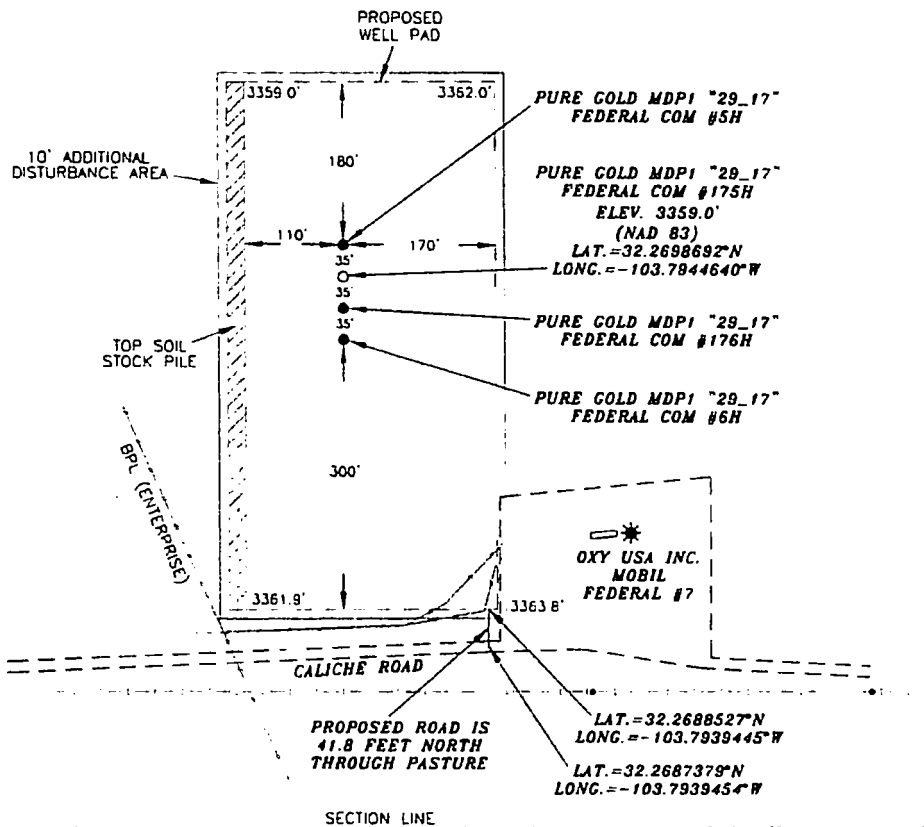 PROPOSED
WELL PAD
3359.0'
3362.0'
PURE GOLD MDP1 "29_17"
FEDERAL COM #5H
10' ADDITIONAL
DISTURBANCE AREA
180'
PURE GOLD MDP1 "29_17"
FEDERAL COM #175H
ELEV. 3359.0'
(NAD 83)
LAT.=32.2698692°N
LONG.=-103.7944640°W
110'
170'
35'
35'
35'
PURE GOLD MDP1 "29_17"
FEDERAL COM #176H
TOP SOIL
STOCK PILE
PURE GOLD MDP1 "29_17"
FEDERAL COM #6H
300'
BPL (ENTERPRISE)
OXY USA INC.
MOBIL
FEDERAL #7
3361.9'
3363.8'
CALICHE ROAD
PROPOSED ROAD IS
41.8 FEET NORTH
THROUGH PASTURE
LAT.=32.2688527°N
LONG.=-103.7939445°W
LAT.=32.2687379°N
LONG.=-103.7939454°W
SECTION LINE